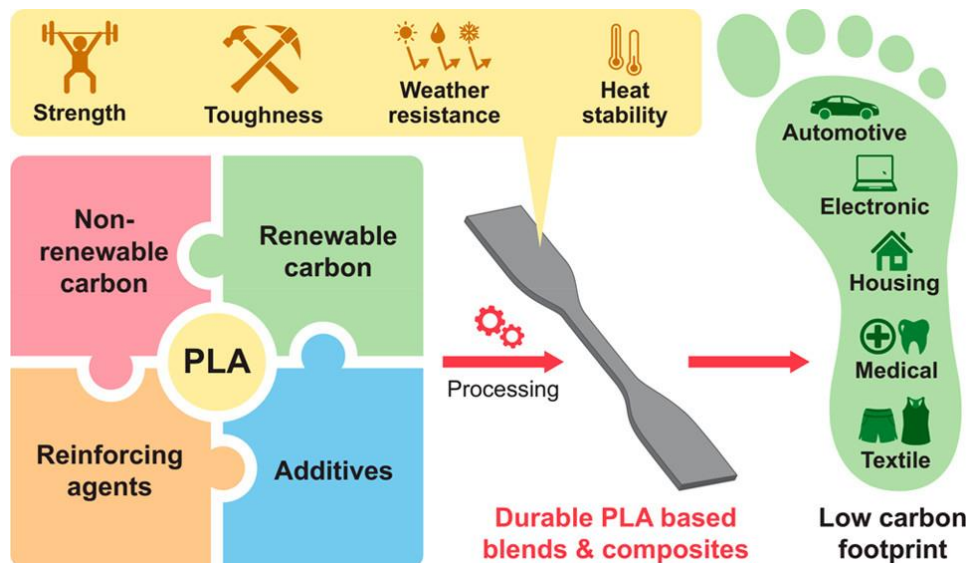 Strength
Toughness
Weather
resistance
Heat
stability
Non-
renewable
carbon
Renewable
carbon
PLA
Reinforcing
agents
Additives
Processing
Durable PLA based
blends & composites
Automotive
Electronic
Housing
Medical
Textile
Low carbon
footprint